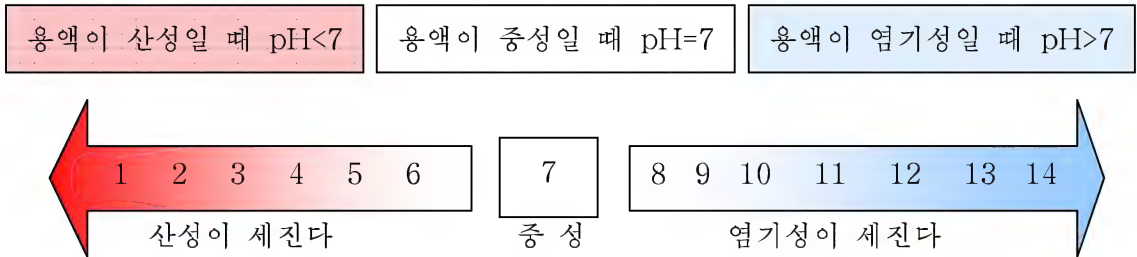 용액이 산성일 때 pH<7
용액이 중성일 때 pH=7
용액이 염기성일 때 pH>7
1 2 3 4 5 6
7
8 9 10 11 12 13 14
산성이 세진다
중 성
염기성이 세진다